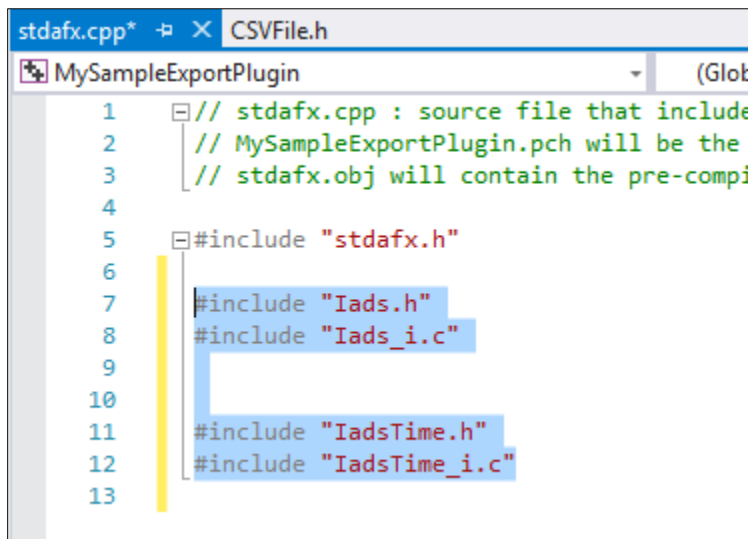 stdafx.cpp* CSVFile.h
MySampleExportPlugin (Glob
1 // stdafx.cpp : source file that include
2 // MySampleExportPlugin.pch will be the
3 // stdafx.obj will contain the pre-compi
4
5 #include "stdafx.h"
6
7 #include "Iads.h"
8 #include "Iads_i.c"
9
10
11 #include "IadsTime.h"
12 #include "IadsTime_i.c"
13